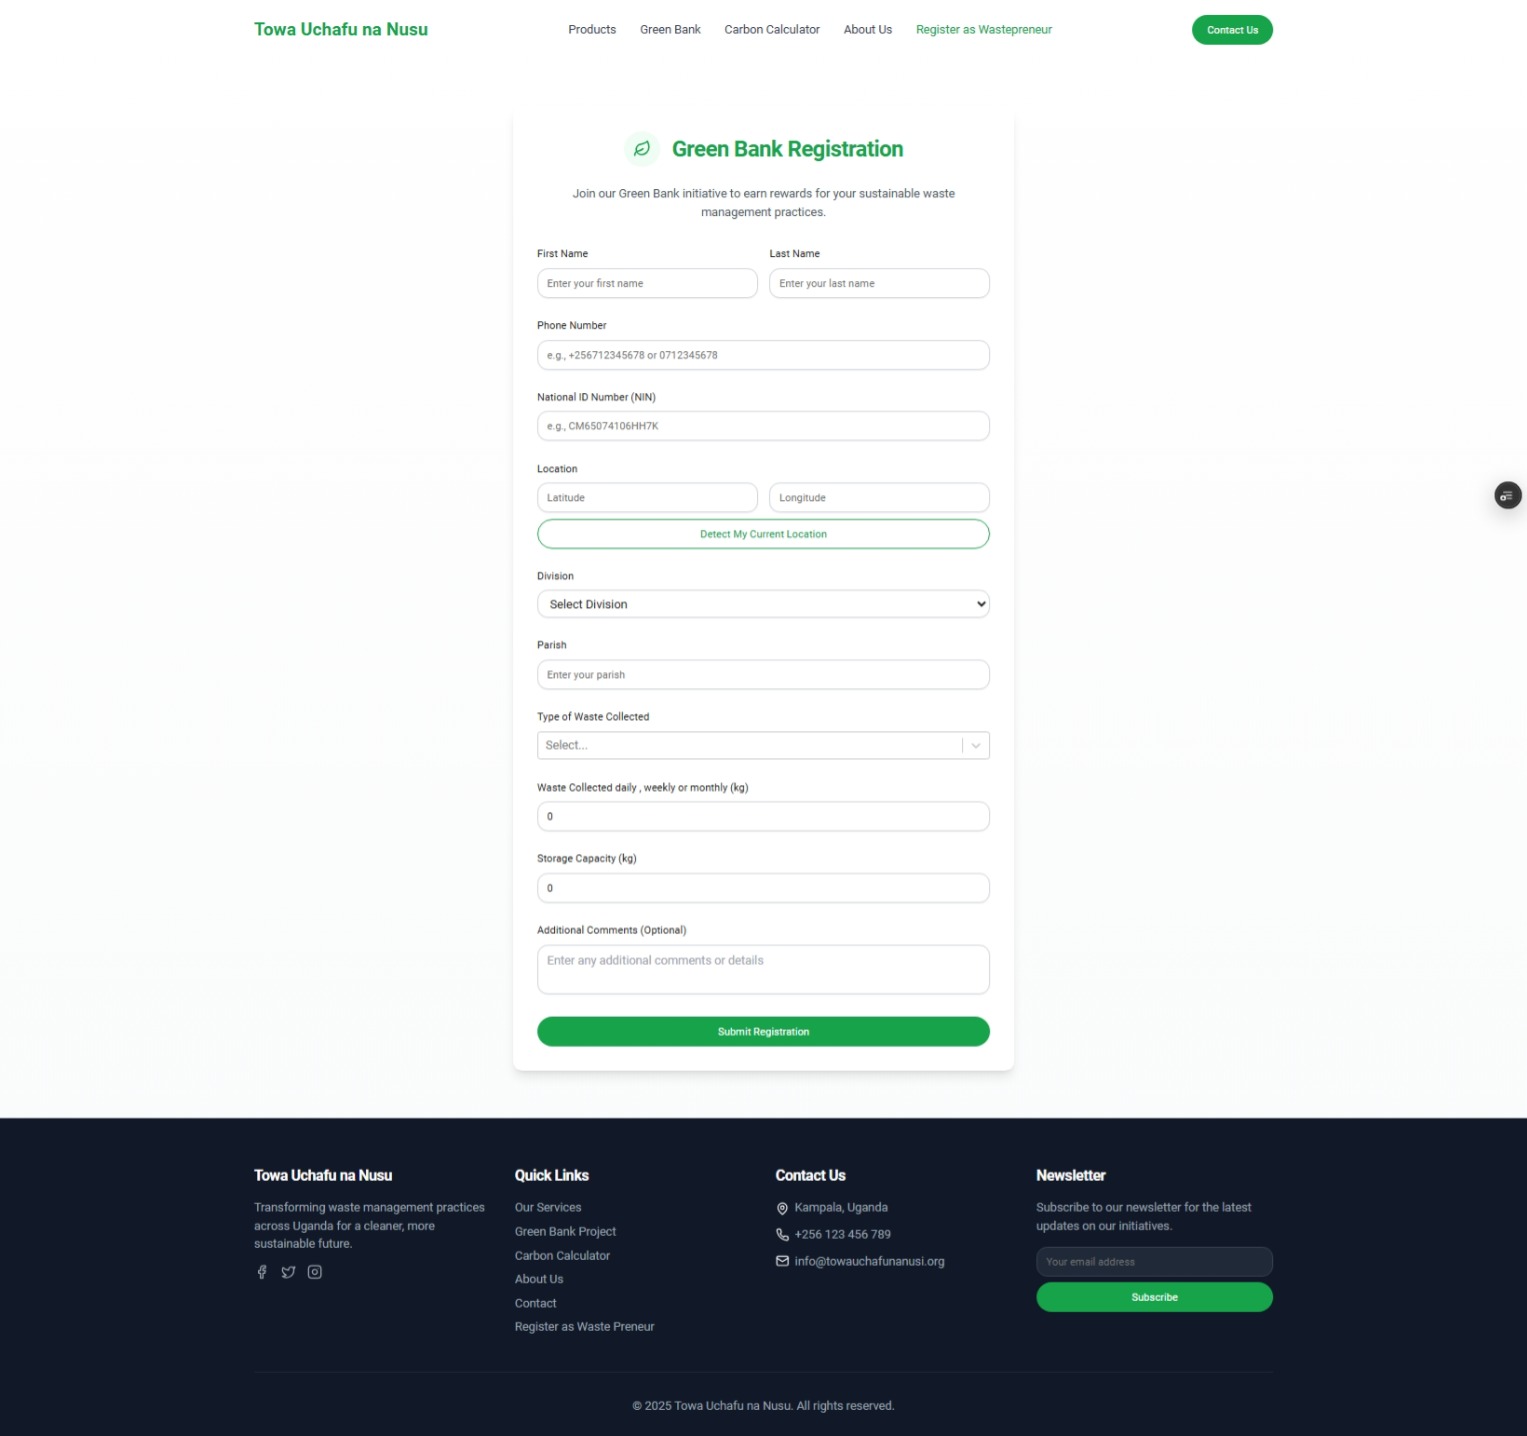 Towa Uchafu na Nusu
Products
Green Bank
Carbon Calculator
About Us
Register as Wastepreneur
Contact Us
Green Bank Registration
Join our Green Bank initiative to earn rewards for your sustainable waste
management practices.
First Name
Last Name
Enter your first name
Enter your last name
Phone Number
e.g., +256712345678 or 0712345678
National ID Number (NIN)
e.g., CM65074106HH7K
Location
Latitude
Longitude
Detect My Current Location
Division
Select Division
Parish
Enter your parish
Type of Waste Collected
Select...
Waste Collected daily , weekly or monthly (kg)
0
Storage Capacity (kg)
0
Additional Comments (Optional)
Enter any additional comments or details
Submit Registration
Towa Uchafu na Nusu
Transforming waste management practices
across Uganda for a cleaner, more
sustainable future.
Quick Links
Our Services
Green Bank Project
Carbon Calculator
About Us
Contact
Register as Waste Preneur
Contact Us
Kampala, Uganda
+256 123 456 789
info@towauchafunanusi.org
Newsletter
Subscribe to our newsletter for the latest
updates on our initiatives.
Your email address
Subscribe
© 2025 Towa Uchafu na Nusu. All rights reserved.